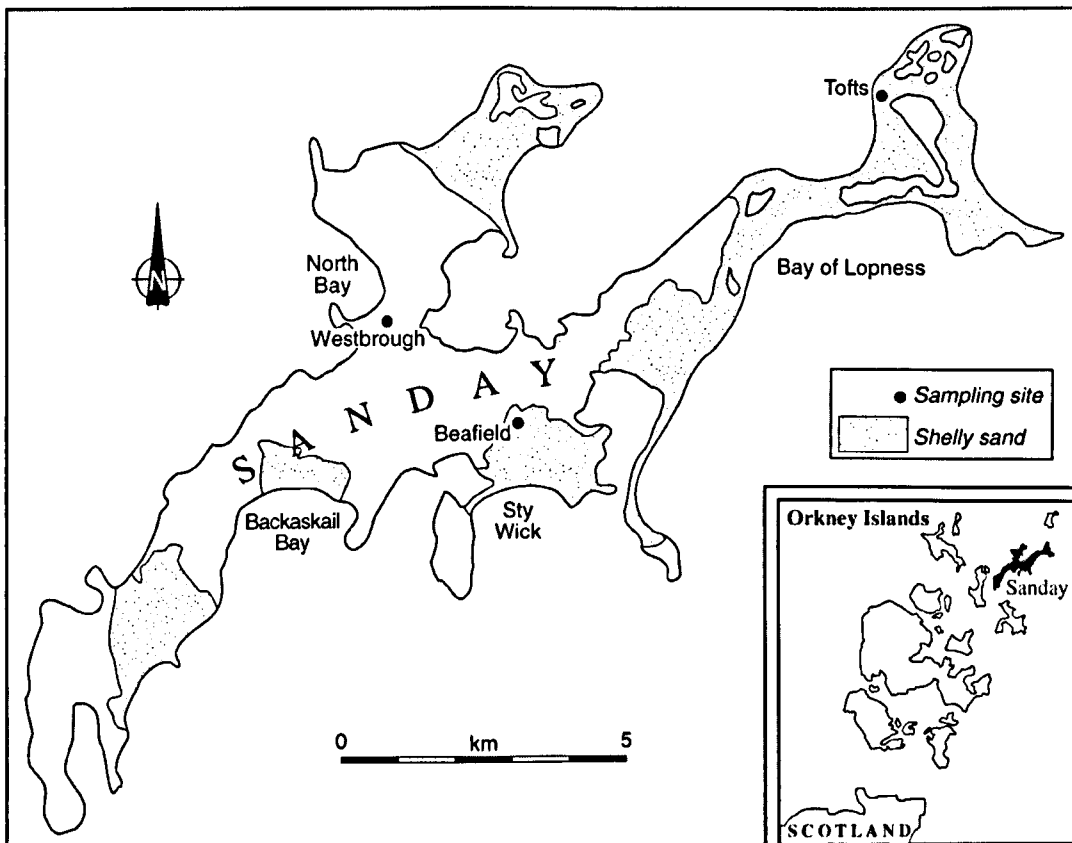 Tofts
North
Bay
Westbrough
Bay of Lopness
N
SANDAY
Beafield
Backaskail
Bay
Sty
Wick
Sampling site
Shelly sand
0 km 5
Orkney Islands
Sanday
SCOTLAND